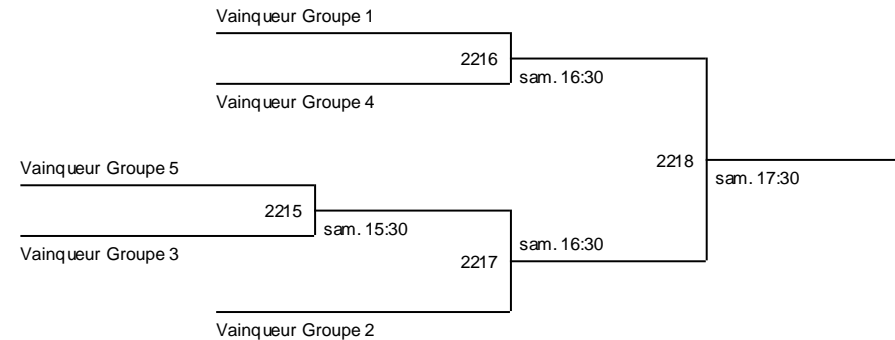 Vainqueur Groupe 1
2216
sam. 16:30
Vainqueur Groupe 4
2218
Vainqueur Groupe 5
sam. 17:30
2215
sam. 15:30
Vainqueur Groupe 3
sam. 16:30
2217
Vainqueur Groupe 2